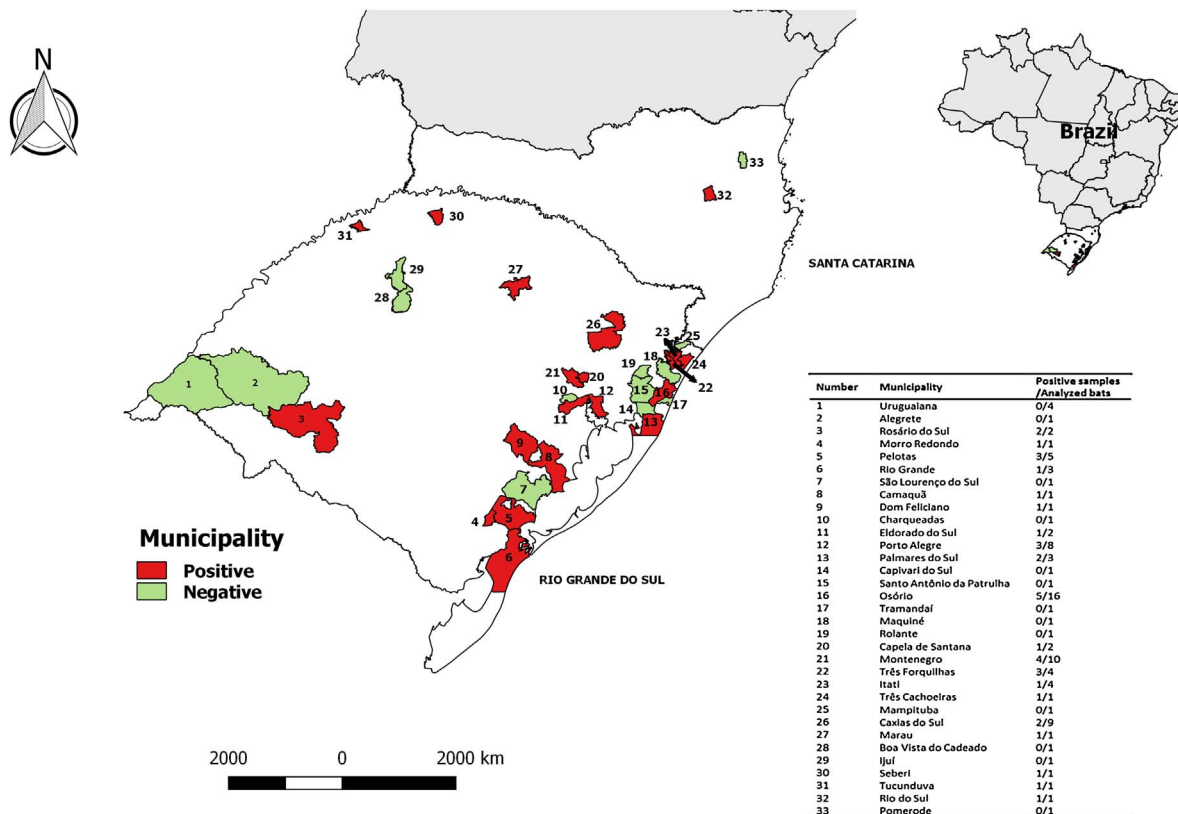 N
Brazil
33
32
30
31
SANTA CATARINA
29
27
28
26
23
25
18
24
19
21
20
22
1
2
10
12
15
16
3
11
14
17
13
9
8
7
4
5
Municipality
6
Positive
RIO GRANDE DO SUL
Negative
2000 0 2000 km
Number Municipality Positive samples
/Analyzed bats
1 Uruguaiana 0/4
2 Alegrete 0/1
3 Rosário do Sul 2/2
4 Morro Redondo 1/1
5 Pelotas 3/5
6 Rio Grande 1/3
7 São Lourenço do Sul 0/1
8 Camaquã 1/1
9 Dom Feliciano 1/1
10 Charqueadas 0/1
11 Eldorado do Sul 1/2
12 Porto Alegre 3/8
13 Palmares do Sul 2/3
14 Capivari do Sul 0/1
15 Santo Antônio da Patrulha 0/1
16 Osório 5/16
17 Tramandaí 0/1
18 Maquiné 0/1
19 Rolante 0/1
20 Capela de Santana 1/2
21 Montenegro 4/10
22 Três Forquilhas 3/4
23 Itati 1/4
24 Três Cachoeiras 1/1
25 Mampituba 0/1
26 Caxias do Sul 2/9
27 Marau 1/1
28 Boa Vista do Cadeado 0/1
29 Ijuí 0/1
30 Seberi 1/1
31 Tucunduva 1/1
32 Rio do Sul 1/1
33 Pomerode 0/1